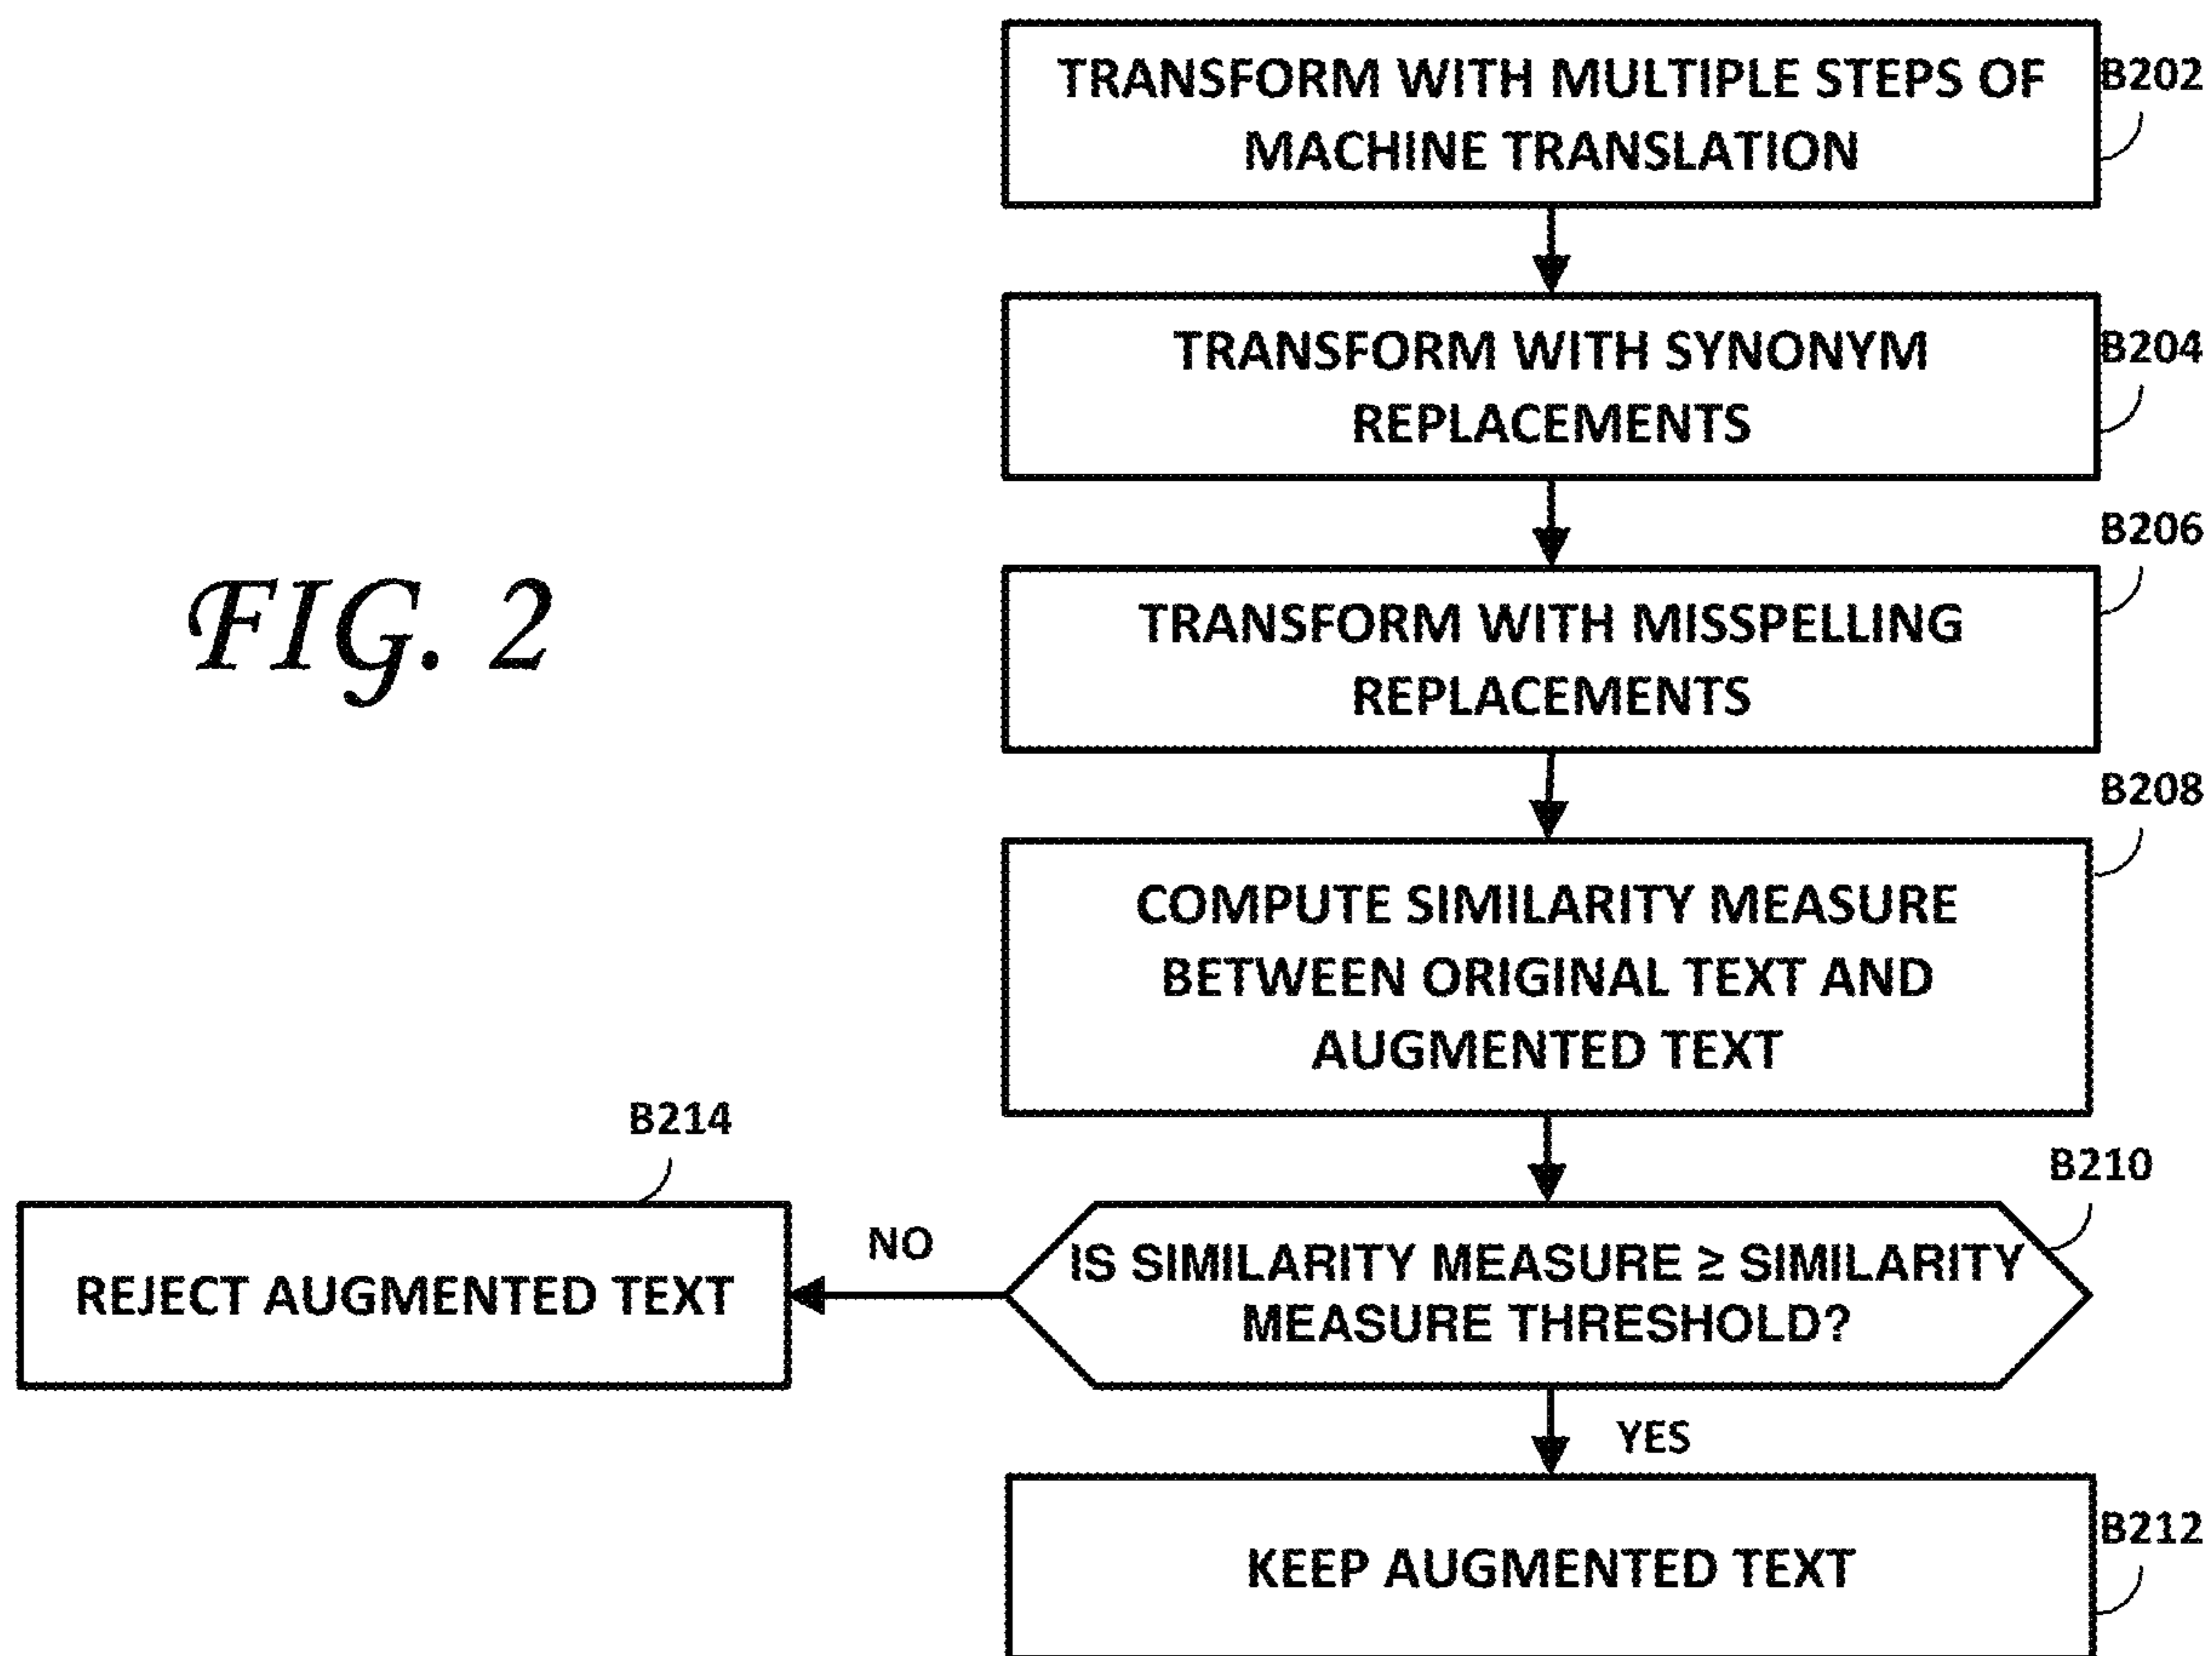 TRANSFORM WITH MULTIPLE STEPS OF
MACHINE TRANSLATION
B202
TRANSFORM WITH SYNONYM
REPLACEMENTS
B204
B206
TRANSFORM WITH MISSPELLING
REPLACEMENTS
FIG. 2
B208
COMPUTE SIMILARITY MEASURE
BETWEEN ORIGINAL TEXT AND
AUGMENTED TEXT
B214
B210
REJECT AUGMENTED TEXT
NO
IS SIMILARITY MEASURE ≥ SIMILARITY
MEASURE THRESHOLD?
YES
B212
KEEP AUGMENTED TEXT